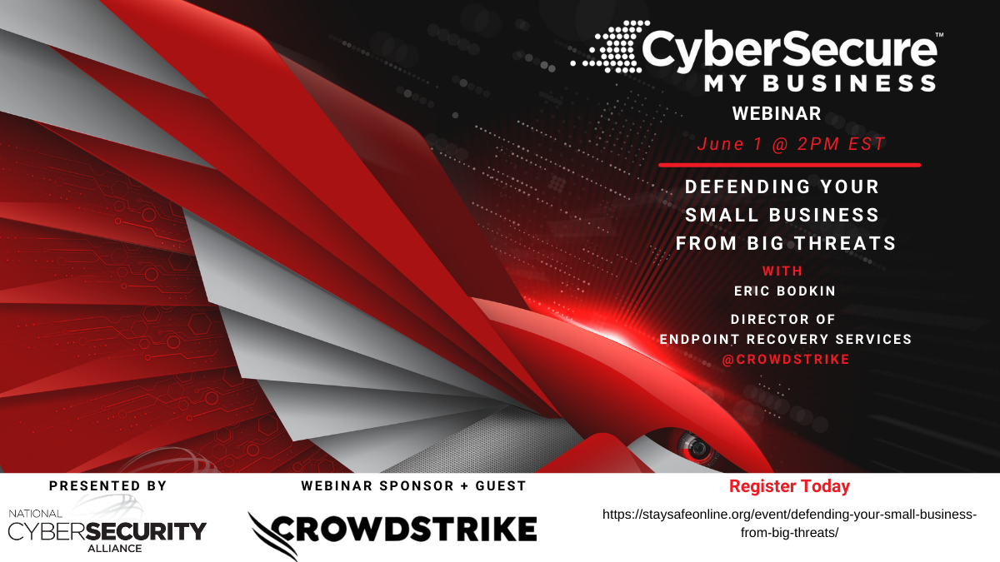 CyberSecure™
MY BUSINESS
WEBINAR
June 1 @ 2PM EST
DEFENDING YOUR
SMALL BUSINESS
FROM BIG THREATS
WITH
ERIC BODKIN
DIRECTOR OF
ENDPOINT RECOVERY SERVICES
@CROWDSTRIKE
PRESENTED BY
NATIONAL
CYBERSECURITY
ALLIANCE
WEBINAR SPONSOR + GUEST
CROWDSTRIKE
Register Today
https://staysafeonline.org/event/defending-your-small-business-
from-big-threats/